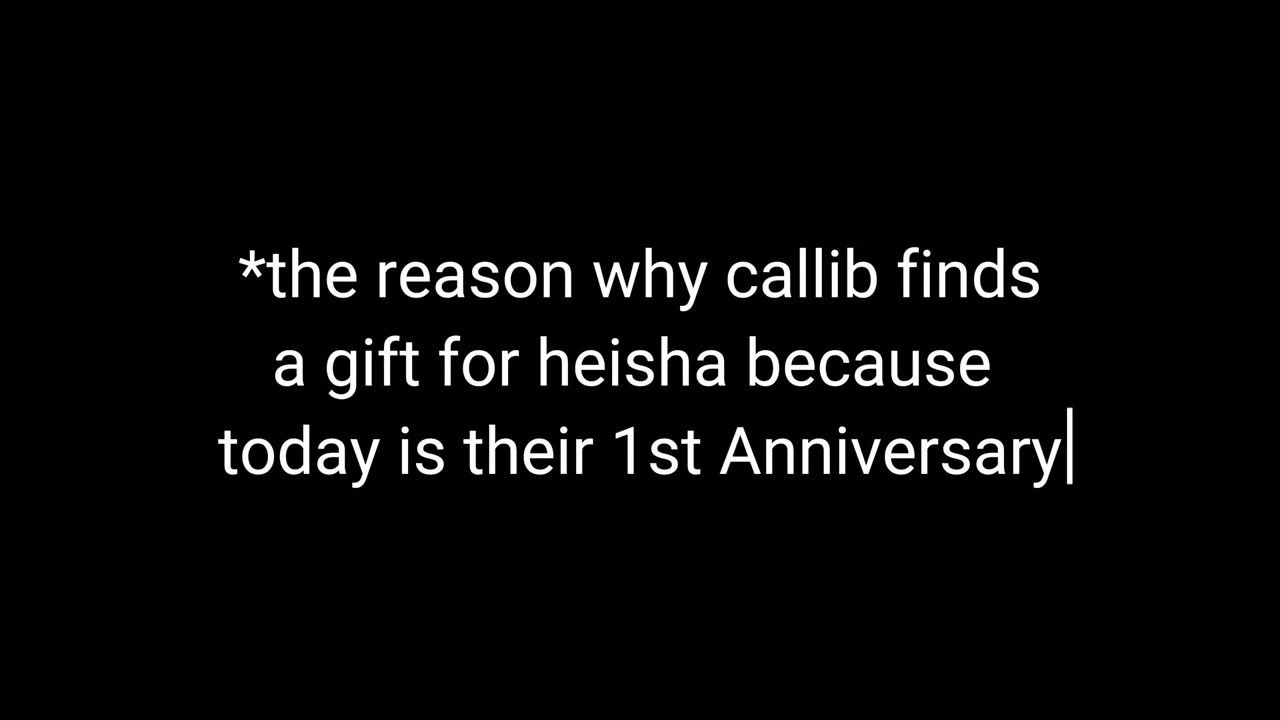 *the reason why callib finds
a gift for heisha because
today is their 1st Anniversary